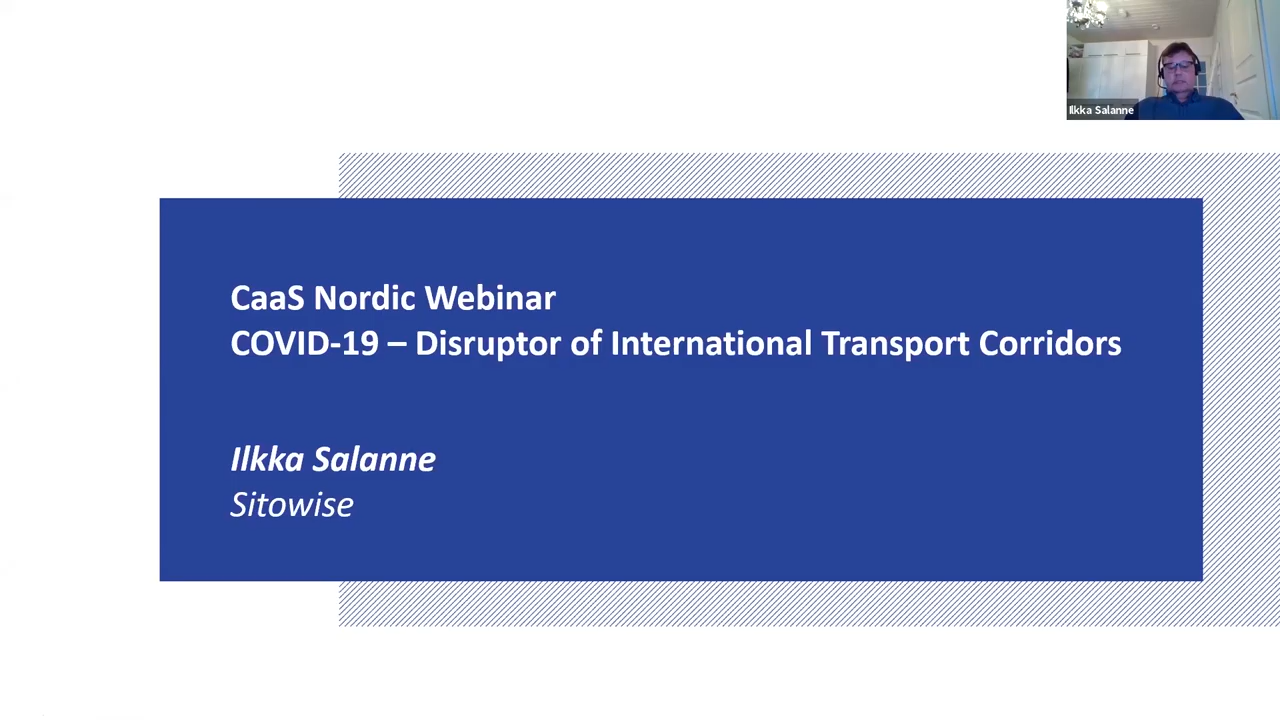 Ilkka Salanne
CaaS Nordic Webinar
COVID-19 – Disruptor of International Transport Corridors
Ilkka Salanne
Sitowise